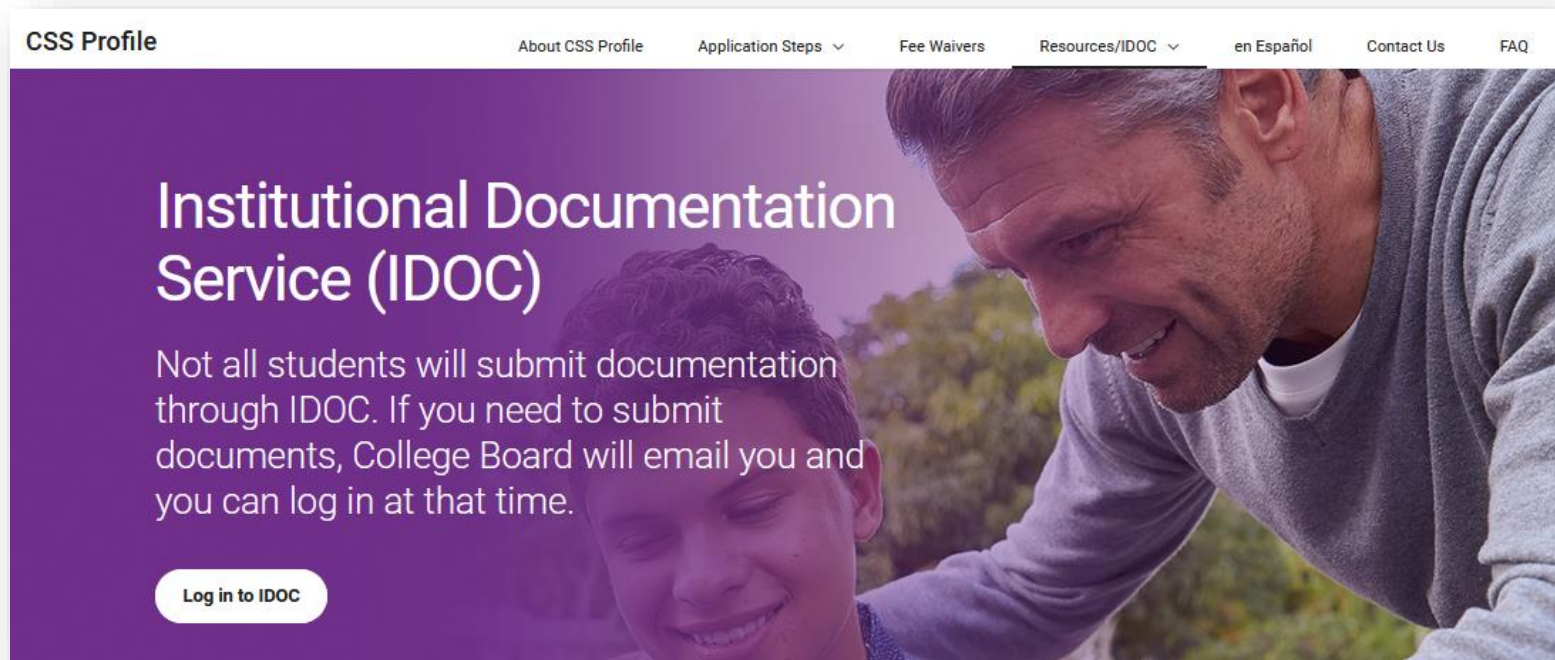 CSS Profile
About CSS Profile Application Steps Fee Waivers Resources/IDOC en Español Contact Us FAQ
Institutional Documentation
Service (IDOC)
Not all students will submit documentation
through IDOC. If you need to submit
documents, College Board will email you and
you can log in at that time.
Log in to IDOC